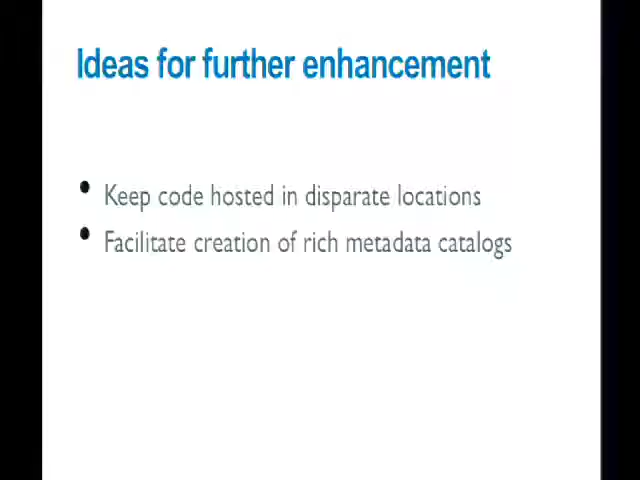 Ideas for further enhancement
• Keep code hosted in disparate locations
• Facilitate creation of rich metadata catalogs